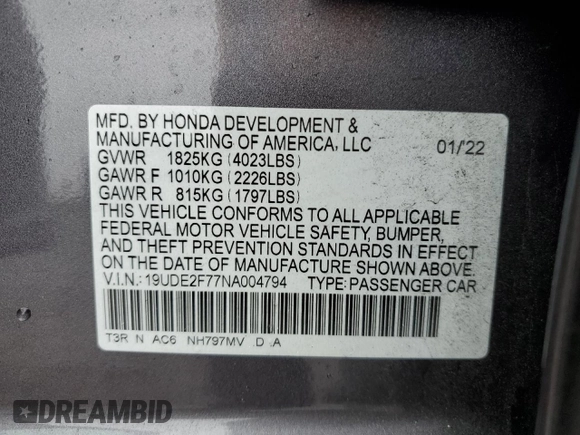 MFD. BY HONDA DEVELOPMENT &
MANUFACTURING OF AMERICA, LLC 01/22
GVWR 1825KG (4023LBS)
GAWR F 1010KG (2226LBS)
GAWR R 815KG (1797LBS)
THIS VEHICLE CONFORMS TO ALL APPLICABLE
FEDERAL MOTOR VEHICLE SAFETY, BUMPER,
AND THEFT PREVENTION STANDARDS IN EFFECT
ON THE DATE OF MANUFACTURE SHOWN ABOVE.
V.I.N.: 19UDE2F77NA004794 TYPE: PASSENGER CAR
T3R N AC6 NH797MV D A
DREAMBID